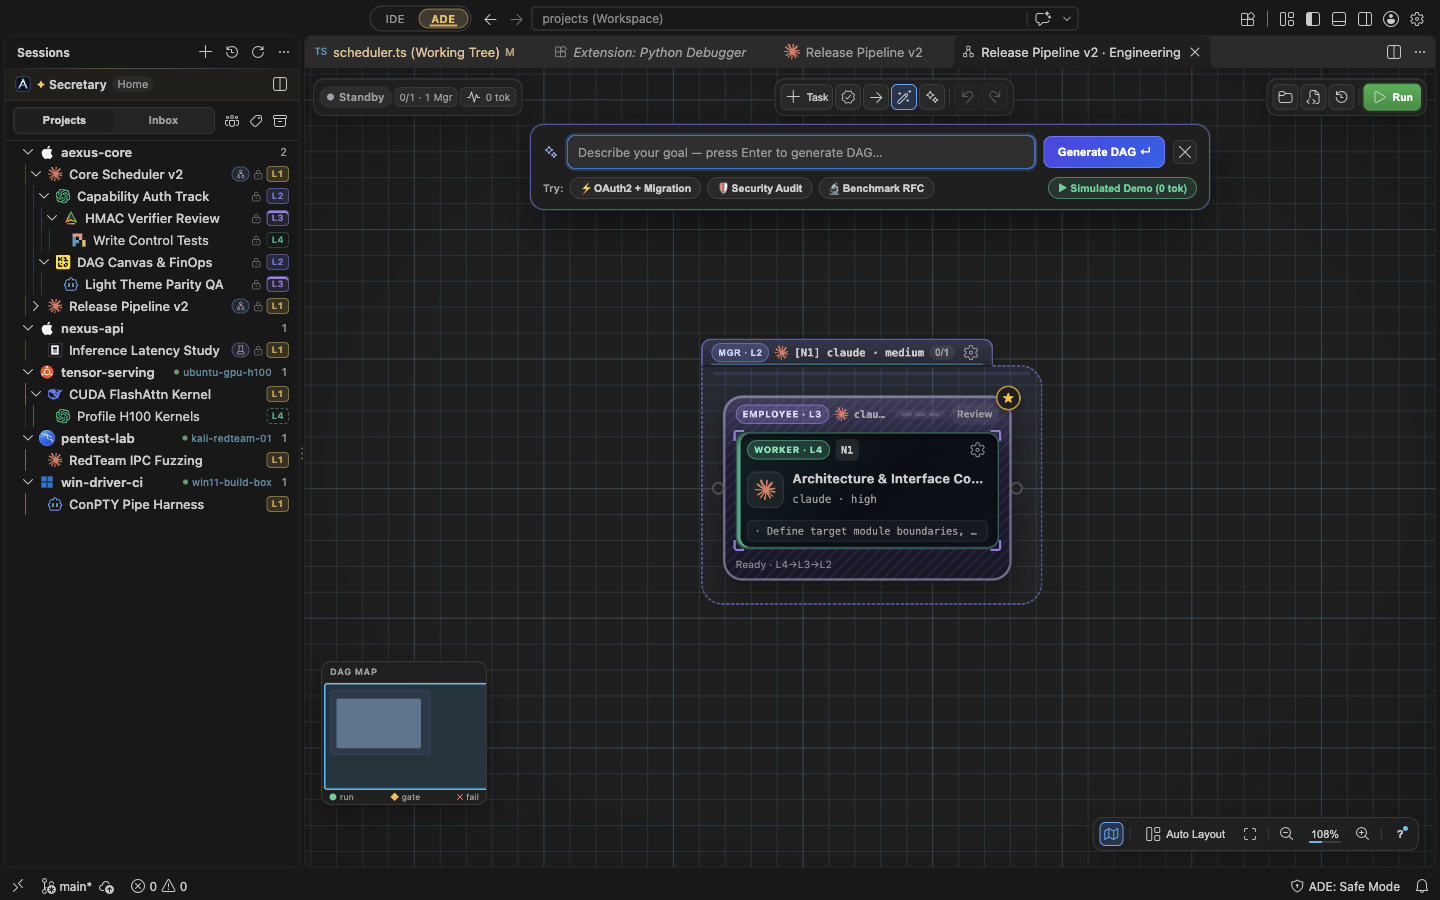 IDE
ADE
projects (Workspace)
Sessions
Secretary
Home
Projects
Inbox
aexus-core
2
Core Scheduler v2
L1
Capability Auth Track
L2
HMAC Verifier Review
L3
Write Control Tests
L4
DAG Canvas & FinOps
L2
Light Theme Parity QA
L3
Release Pipeline v2
L1
nexus-api
1
Inference Latency Study
L1
tensor-serving
ubuntu-gpu-h100
1
CUDA FlashAttn Kernel
L1
Profile H100 Kernels
L4
pentest-lab
kali-redteam-01
1
RedTeam IPC Fuzzing
L1
win-driver-ci
win11-build-box
1
ConPTY Pipe Harness
L1
TS scheduler.ts (Working Tree) M
Extension: Python Debugger
Release Pipeline v2
Release Pipeline v2 · Engineering
Standby
0/1 · 1 Mgr
0 tok
Task
Run
Describe your goal — press Enter to generate DAG...
Generate DAG ↵
Try:
OAuth2 + Migration
Security Audit
Benchmark RFC
Simulated Demo (0 tok)
MGR · L2
[N1] claude · medium
0/1
EMPLOYEE · L3
clau…
Review
WORKER · L4
N1
Architecture & Interface Co...
claude · high
· Define target module boundaries, …
Ready · L4→L3→L2
DAG MAP
run
gate
fail
Auto Layout
108%
?
main*
0
0
ADE: Safe Mode